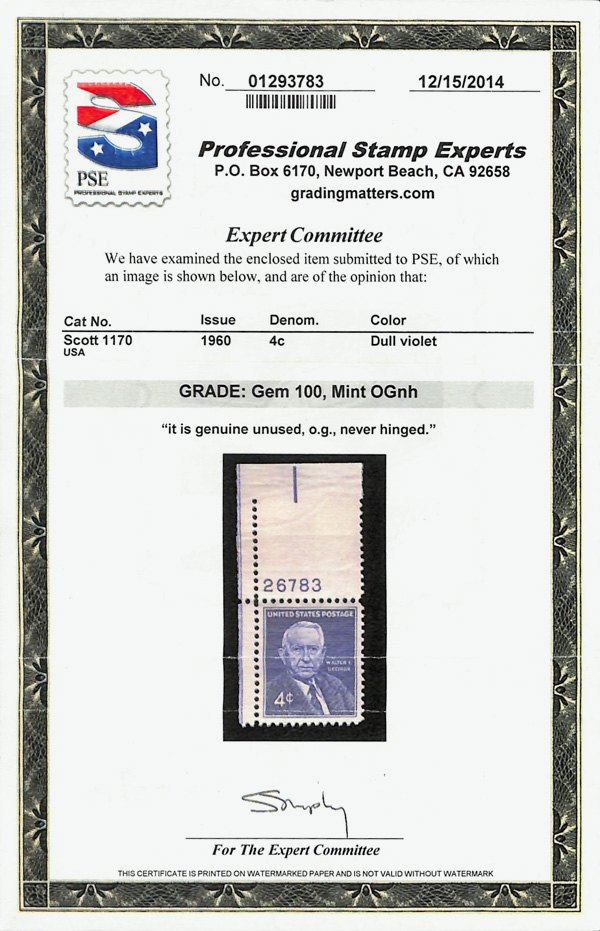 No. 01293783
12/15/2014
PSE
PROFESSIONAL STAMP EXPERTS
Professional Stamp Experts
P.O. Box 6170, Newport Beach, CA 92658
gradingmatters.com
Expert Committee
We have examined the enclosed item submitted to PSE, of which
an image is shown below, and are of the opinion that:
Cat No. Issue Denom. Color
Scott 1170 1960 4c Dull violet
USA
GRADE: Gem 100, Mint OGnh
“it is genuine unused, o.g., never hinged.”
26783
UNITED STATES POSTAGE
WALTER F.
GEORGE
4¢
For The Expert Committee
THIS CERTIFICATE IS PRINTED ON WATERMARKED PAPER AND IS NOT VALID WITHOUT WATERMARK